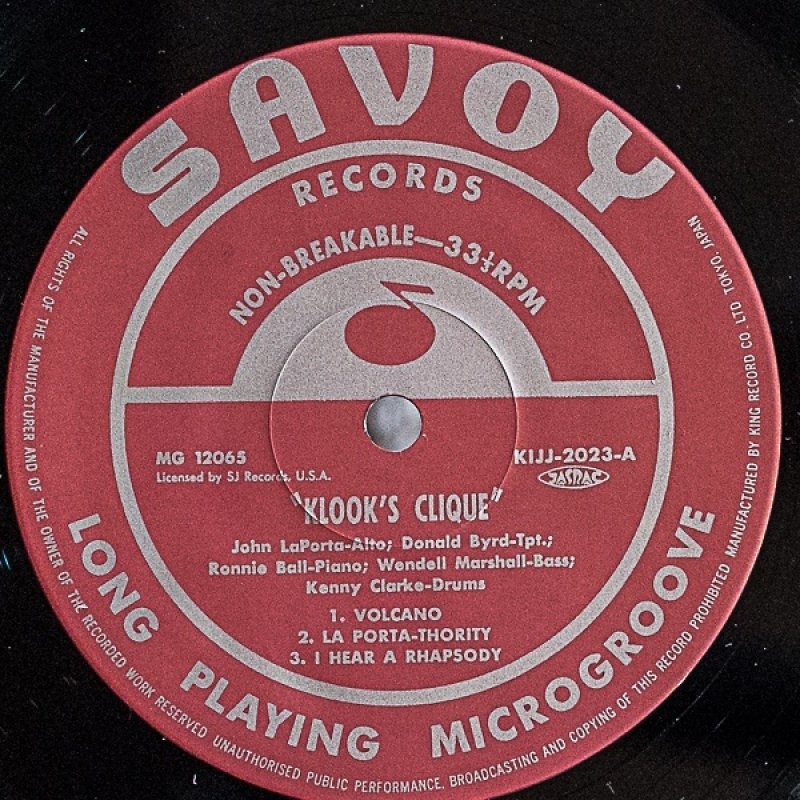 SAVOY
RECORDS
NON-BREAKABLE—33⅓RPM
MG 12065
Licensed by SJ Records, U.S.A.
KIJJ-2023-A
JASRAC
"KLOOK'S CLIQUE"
John LaPorta-Alto; Donald Byrd-Tpt.;
Ronnie Ball-Piano; Wendell Marshall-Bass;
Kenny Clarke-Drums
1. VOLCANO
2. LA PORTA-THORITY
3. I HEAR A RHAPSODY
LONG PLAYING MICROGROOVE
ALL RIGHTS OF THE MANUFACTURER AND OF THE OWNER OF THE RECORDED WORK RESERVED UNAUTHORISED PUBLIC PERFORMANCE, BROADCASTING AND COPYING OF THIS RECORD PROHIBITED MANUFACTURED BY KING RECORD CO. LTD TOKYO, JAPAN